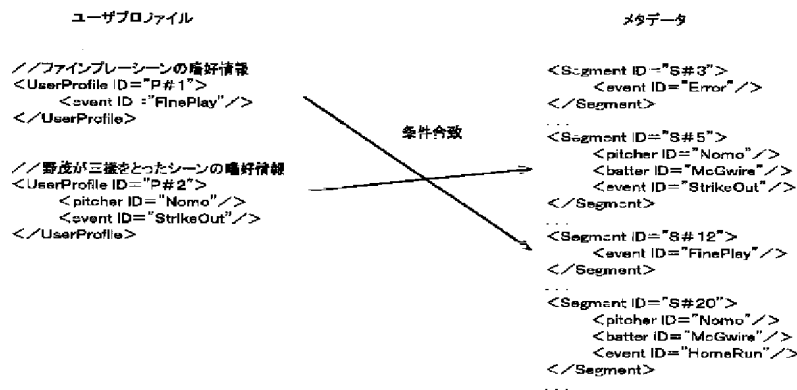 ユーザプロファイル
//ファインプレーシーンの嗜好情報
<UserProfile ID="P#1">
<event ID="FinePlay"/>
</UserProfile>
//野茂が三振をとったシーンの嗜好情報
<UserProfile ID="P#2">
<pitcher ID="Nomo"/>
<event ID="StrikeOut"/>
</UserProfile>
条件合致
メタデータ
<Segment ID="S#3">
<event ID="Error"/>
</Segment>
...
<Segment ID="S#5">
<pitcher ID="Nomo"/>
<batter ID="McGwire"/>
<event ID="StrikeOut"/>
</Segment>
...
<Segment ID="S#12">
<event ID="FinePlay"/>
</Segment>
...
<Segment ID="S#20">
<pitcher ID="Nomo"/>
<batter ID="McGwire"/>
<event ID="HomeRun"/>
</Segment>
...